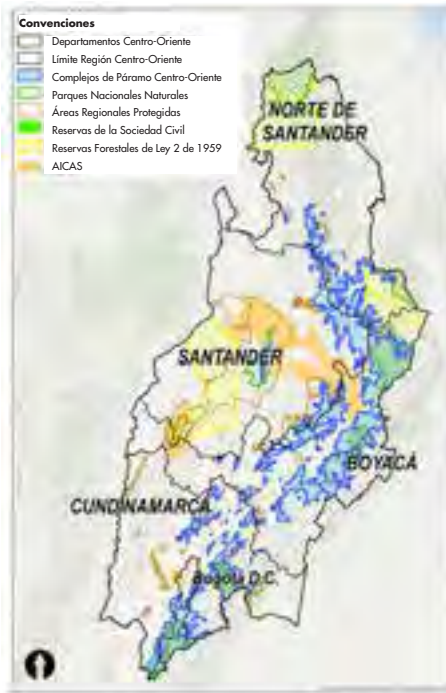 Convenciones
Departamentos Centro-Oriente
Límite Región Centro-Oriente
Complejos de Páramo Centro-Oriente
Parques Nacionales Naturales
Áreas Regionales Protegidas
Reservas de la Sociedad Civil
Reservas Forestales de Ley 2 de 1959
AICAS
NORTE DE
SANTANDER
SANTANDER
BOYACÁ
CUNDINAMARCA
Bogotá D.C.